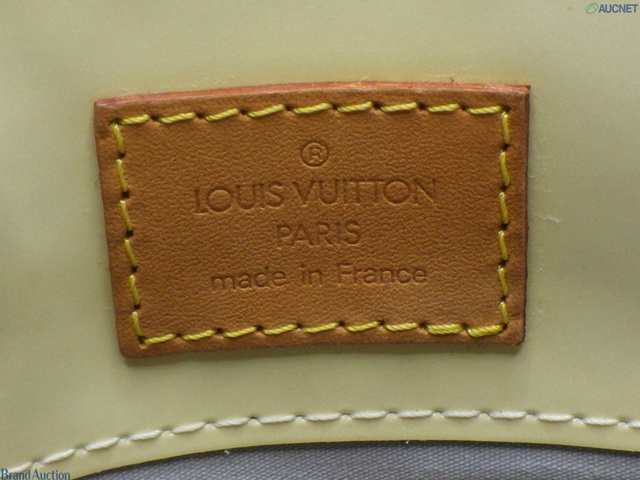 AUCNET
®
LOUIS VUITTON
PARIS
made in France
Brand Auction